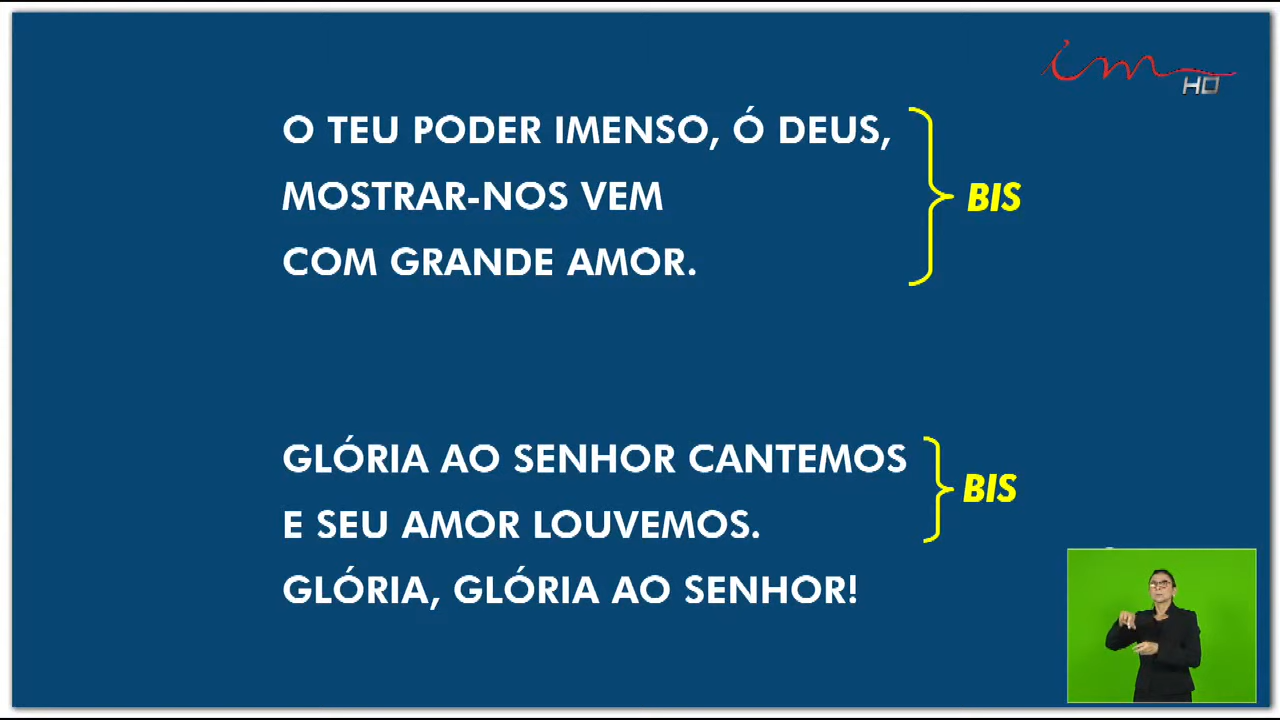 im
HD
O TEU PODER IMENSO, Ó DEUS,
MOSTRAR-NOS VEM
COM GRANDE AMOR.
BIS
GLÓRIA AO SENHOR CANTEMOS
E SEU AMOR LOUVEMOS.
BIS
GLÓRIA, GLÓRIA AO SENHOR!